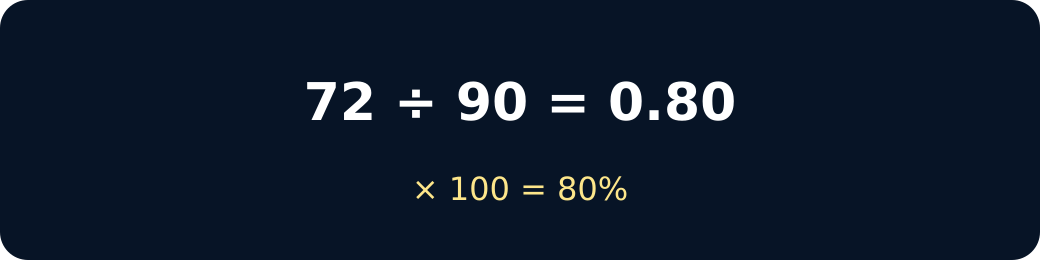 72 ÷ 90 = 0.80
× 100 = 80%